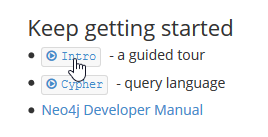 Keep getting started
Intro - a guided tour
Cypher - query language
Neo4j Developer Manual